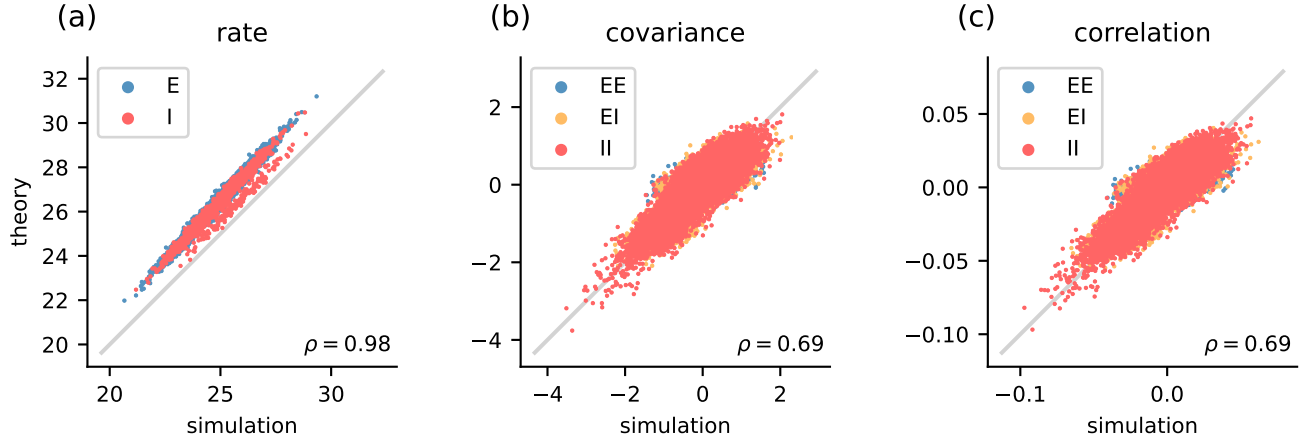 (a)
rate
theory
32
30
28
26
24
22
20
E
I
ρ = 0.98
20
25
30
simulation
(b)
covariance
2
0
−2
−4
EE
EI
II
ρ = 0.69
−4
−2
0
2
simulation
(c)
correlation
0.05
0.00
−0.05
−0.10
EE
EI
II
ρ = 0.69
−0.1
0.0
simulation